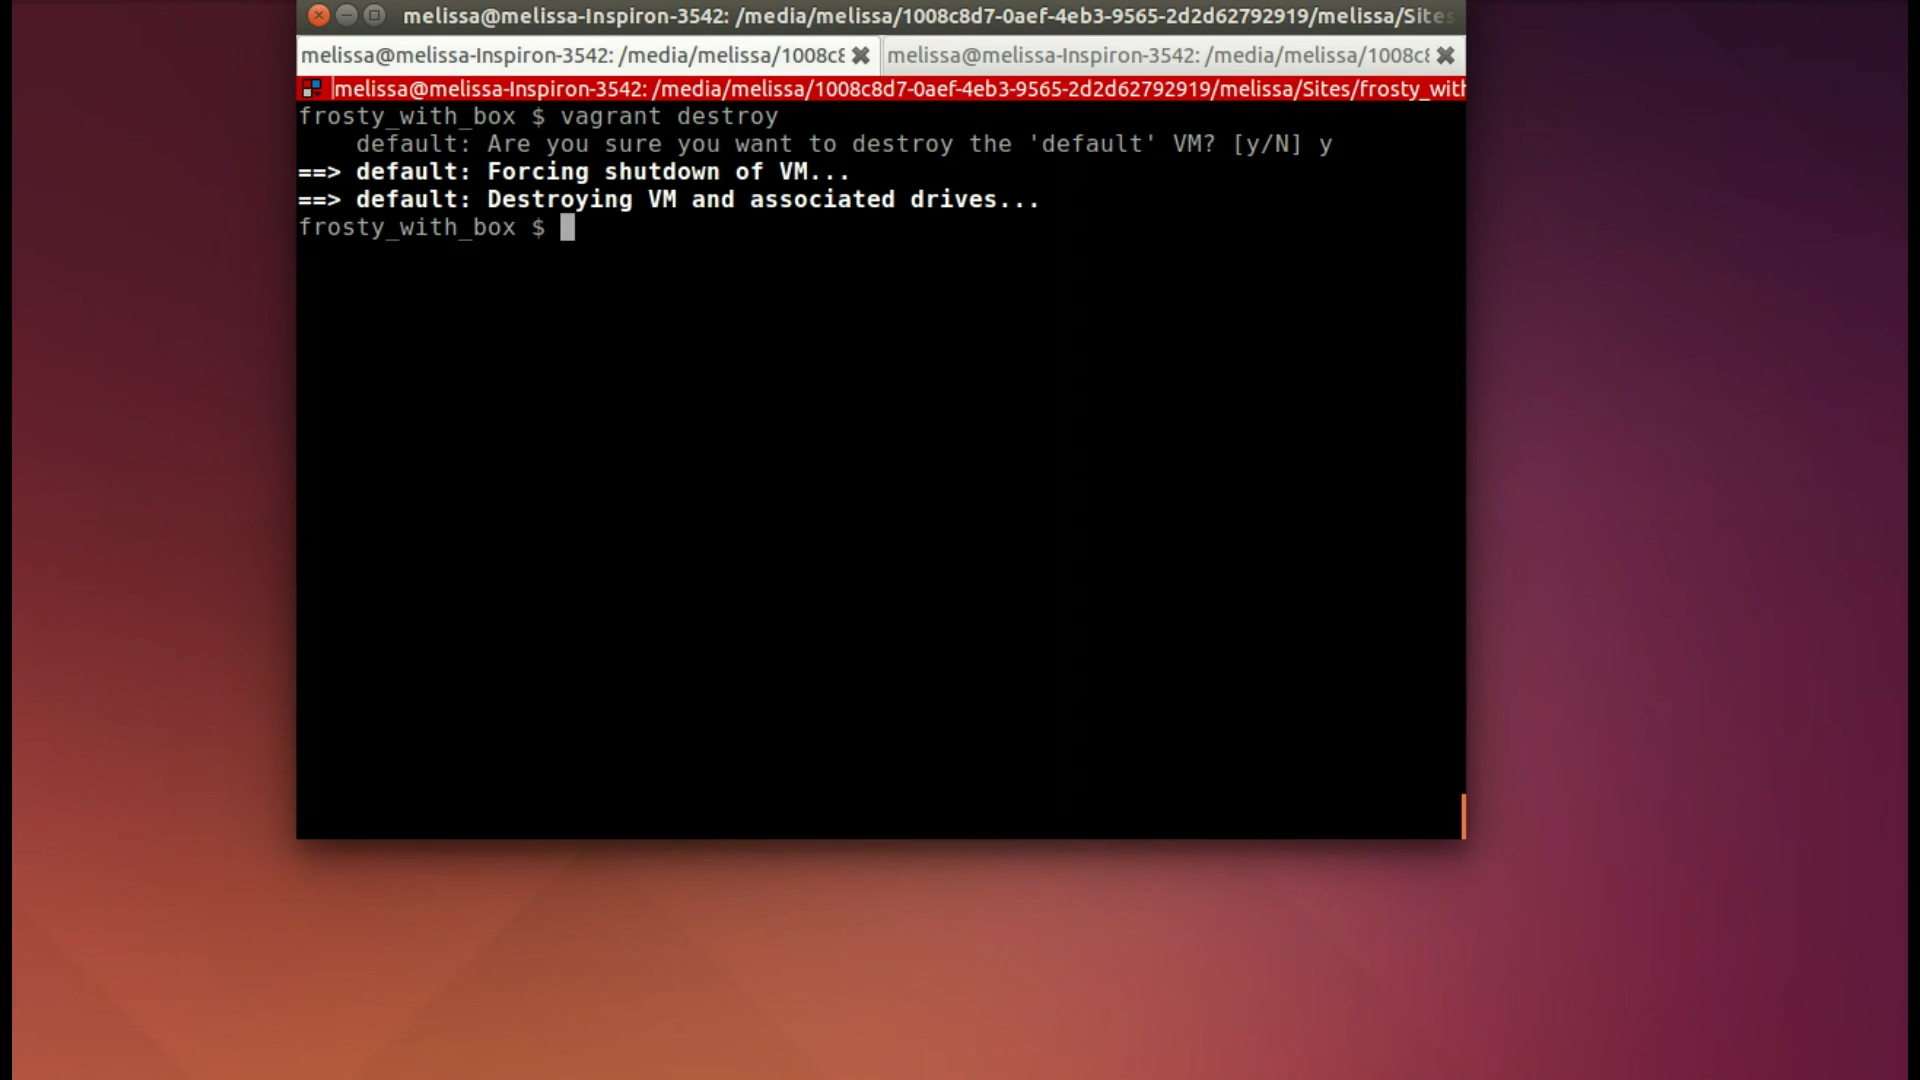 melissa@melissa-Inspiron-3542: /media/melissa/1008c8d7-0aef-4eb3-9565-2d2d62792919/melissa/Sites
melissa@melissa-Inspiron-3542: /media/melissa/1008c8 melissa@melissa-Inspiron-3542: /media/melissa/1008c8
melissa@melissa-Inspiron-3542: /media/melissa/1008c8d7-0aef-4eb3-9565-2d2d62792919/melissa/Sites/frosty_with
frosty_with_box $ vagrant destroy
default: Are you sure you want to destroy the 'default' VM? [y/N] y
==> default: Forcing shutdown of VM...
==> default: Destroying VM and associated drives...
frosty_with_box $